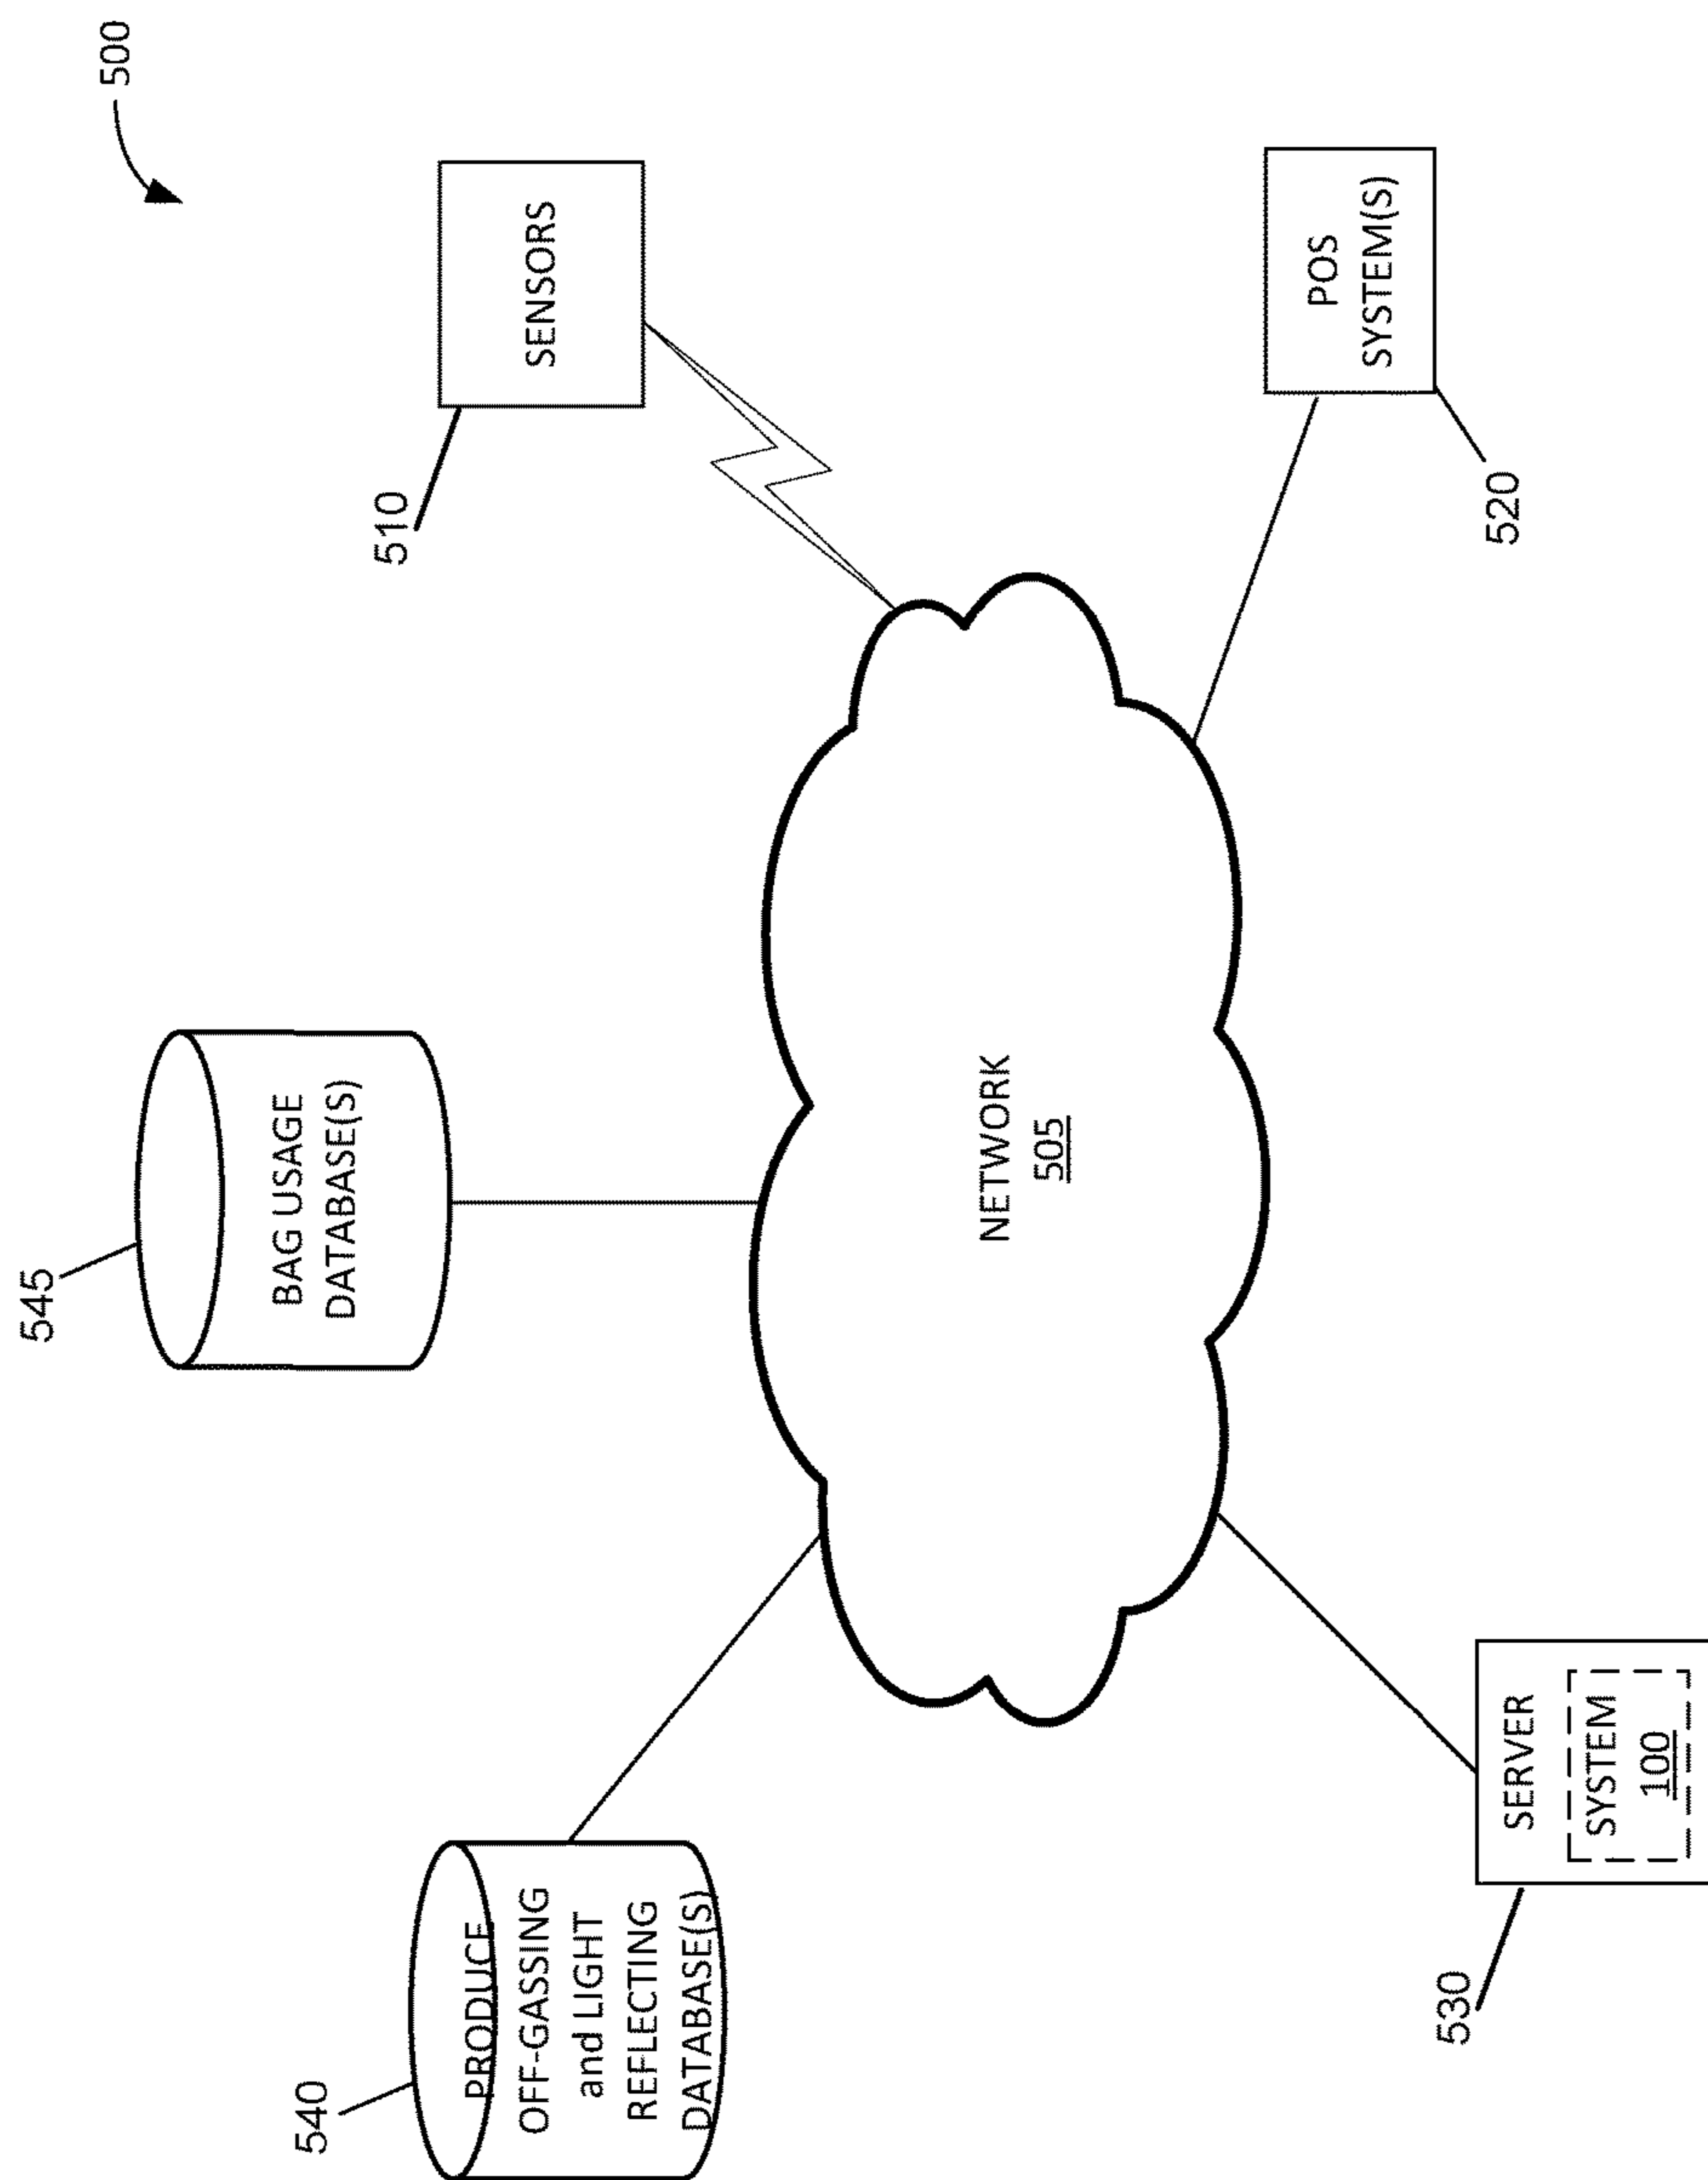 500
545
BAG USAGE
DATABASE(S)
540
PRODUCE
OFF-GASSING
and LIGHT
REFLECTING
DATABASE(S)
510
SENSORS
NETWORK
505
530
SERVER
SYSTEM
100
520
POS
SYSTEM(S)